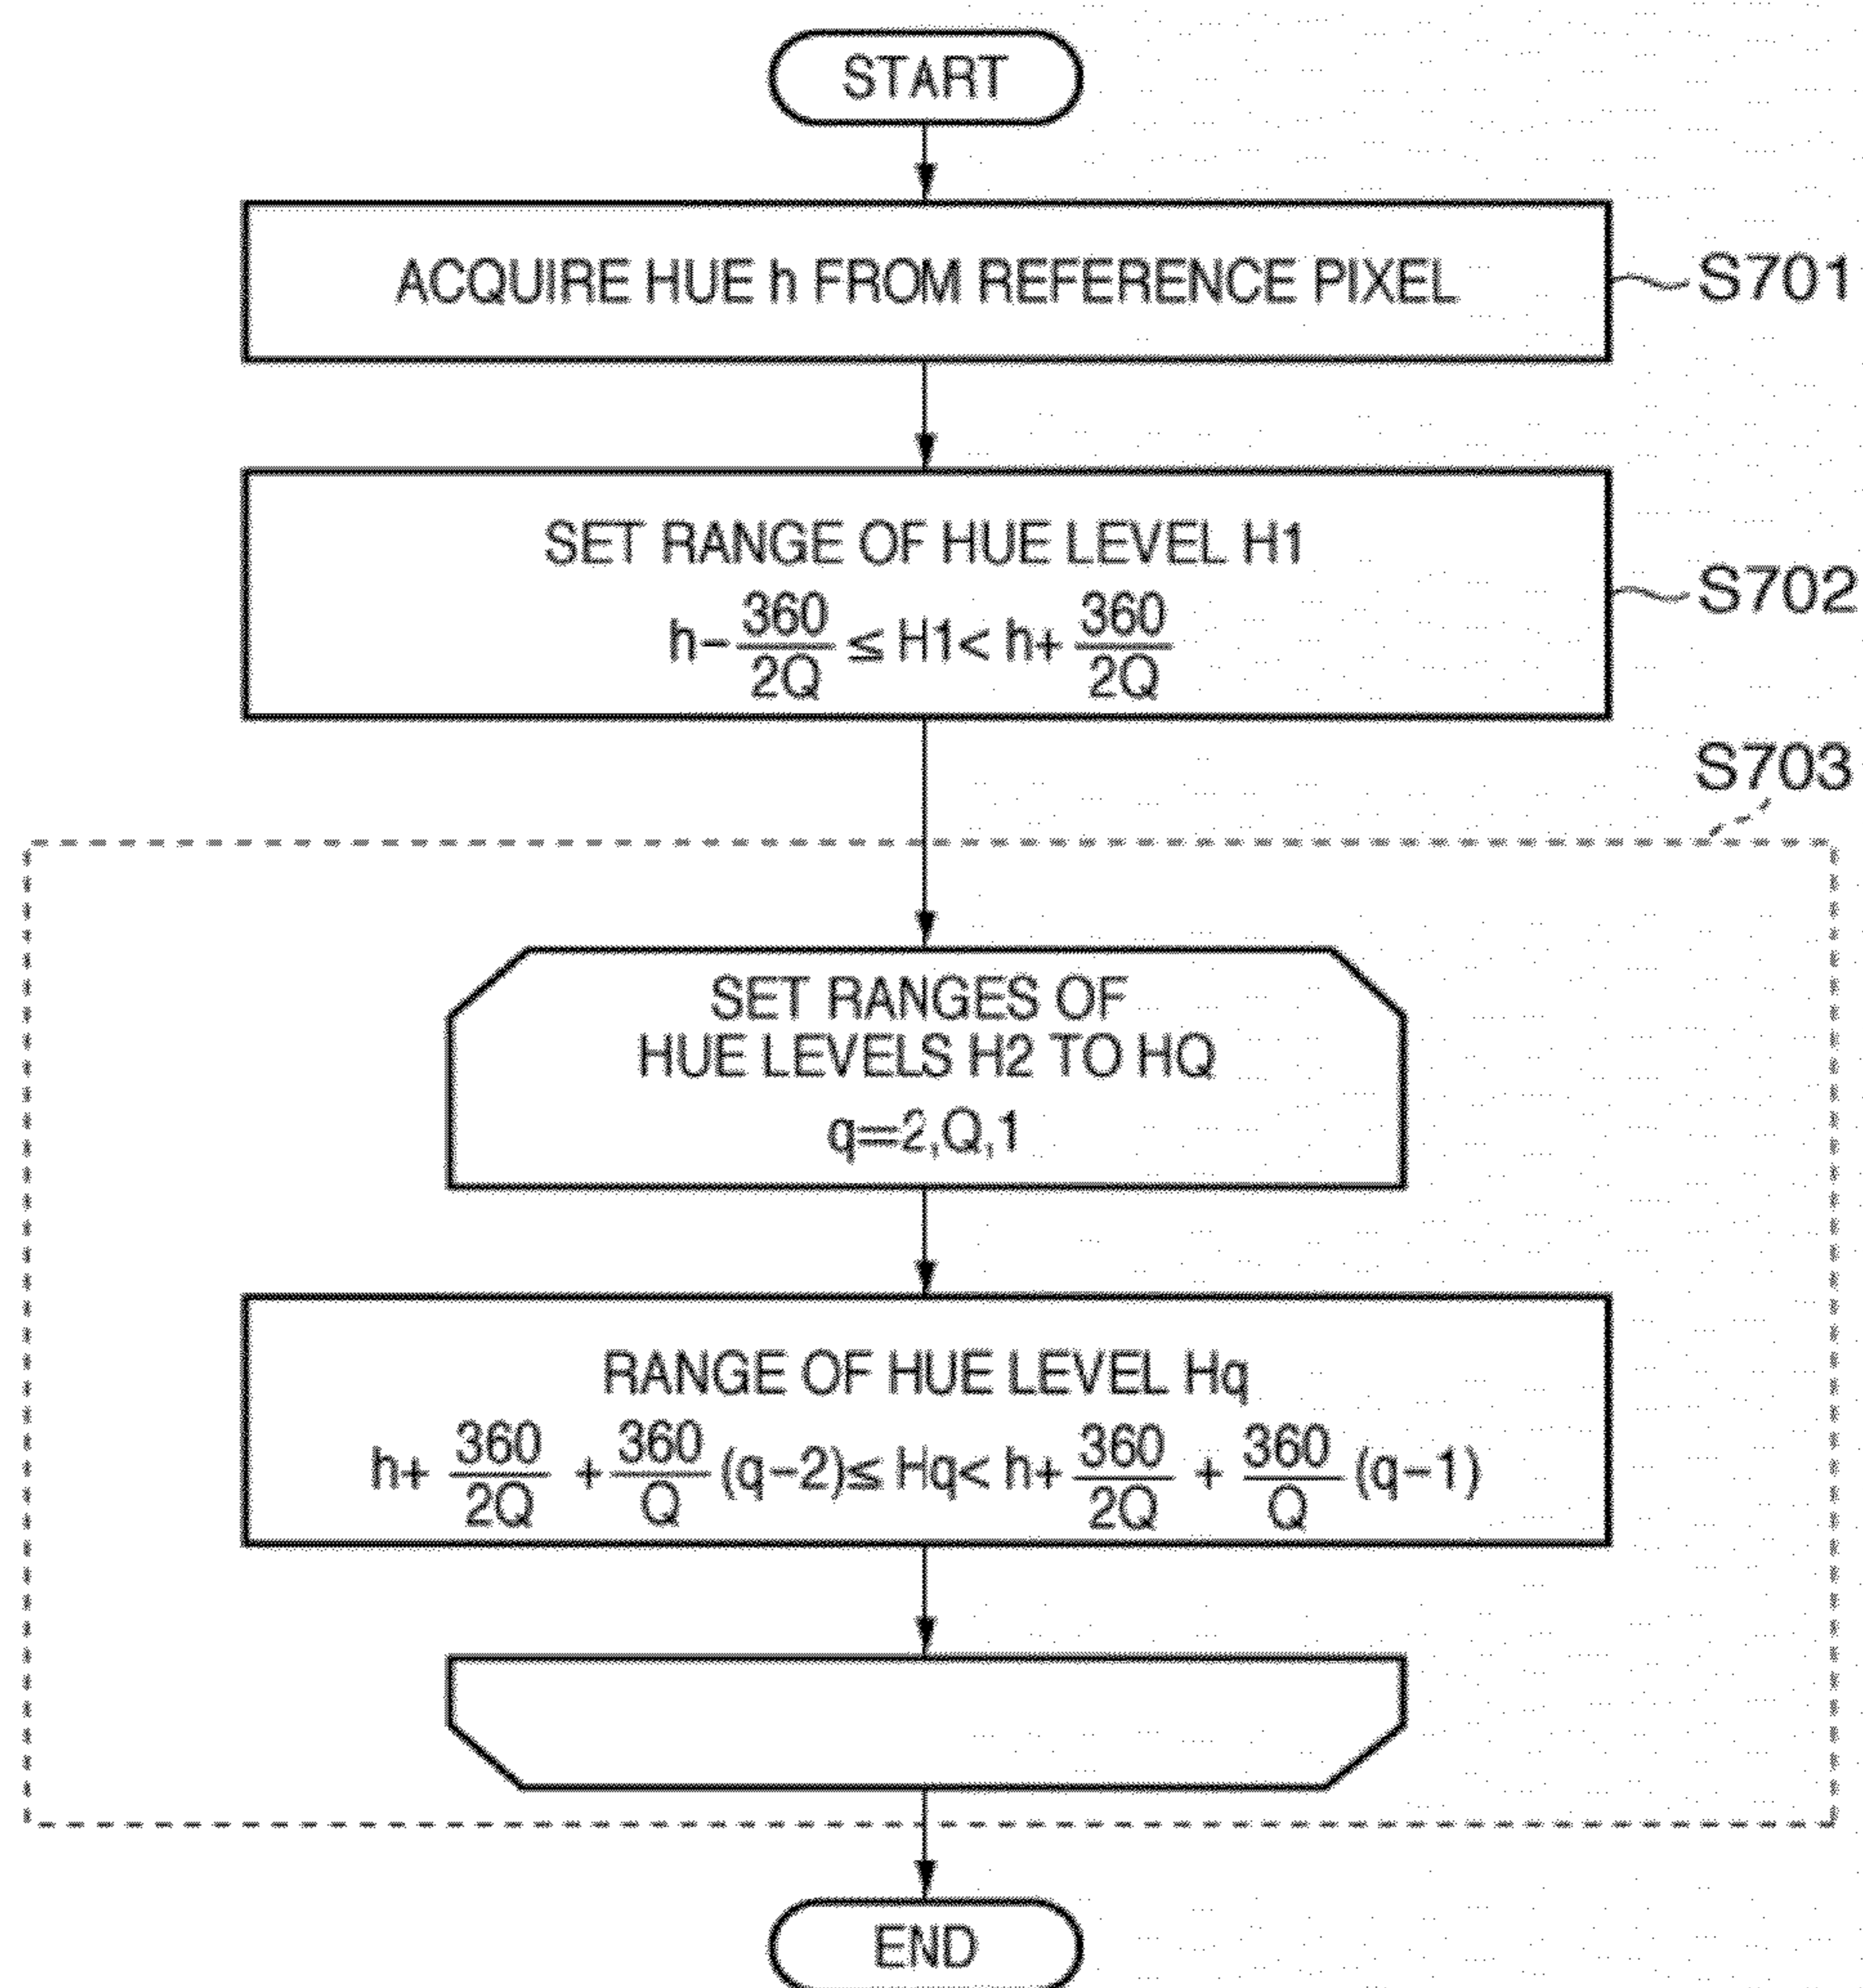 START
ACQUIRE HUE h FROM REFERENCE PIXEL
S701
SET RANGE OF HUE LEVEL H1
h-360/2Q ≤ H1< h+360/2Q
S702
S703
SET RANGES OF
HUE LEVELS H2 TO HQ
q=2,Q,1
RANGE OF HUE LEVEL Hq
h+ 360/2Q + 360/Q (q-2)≤ Hq< h+ 360/2Q + 360/Q (q-1)
END